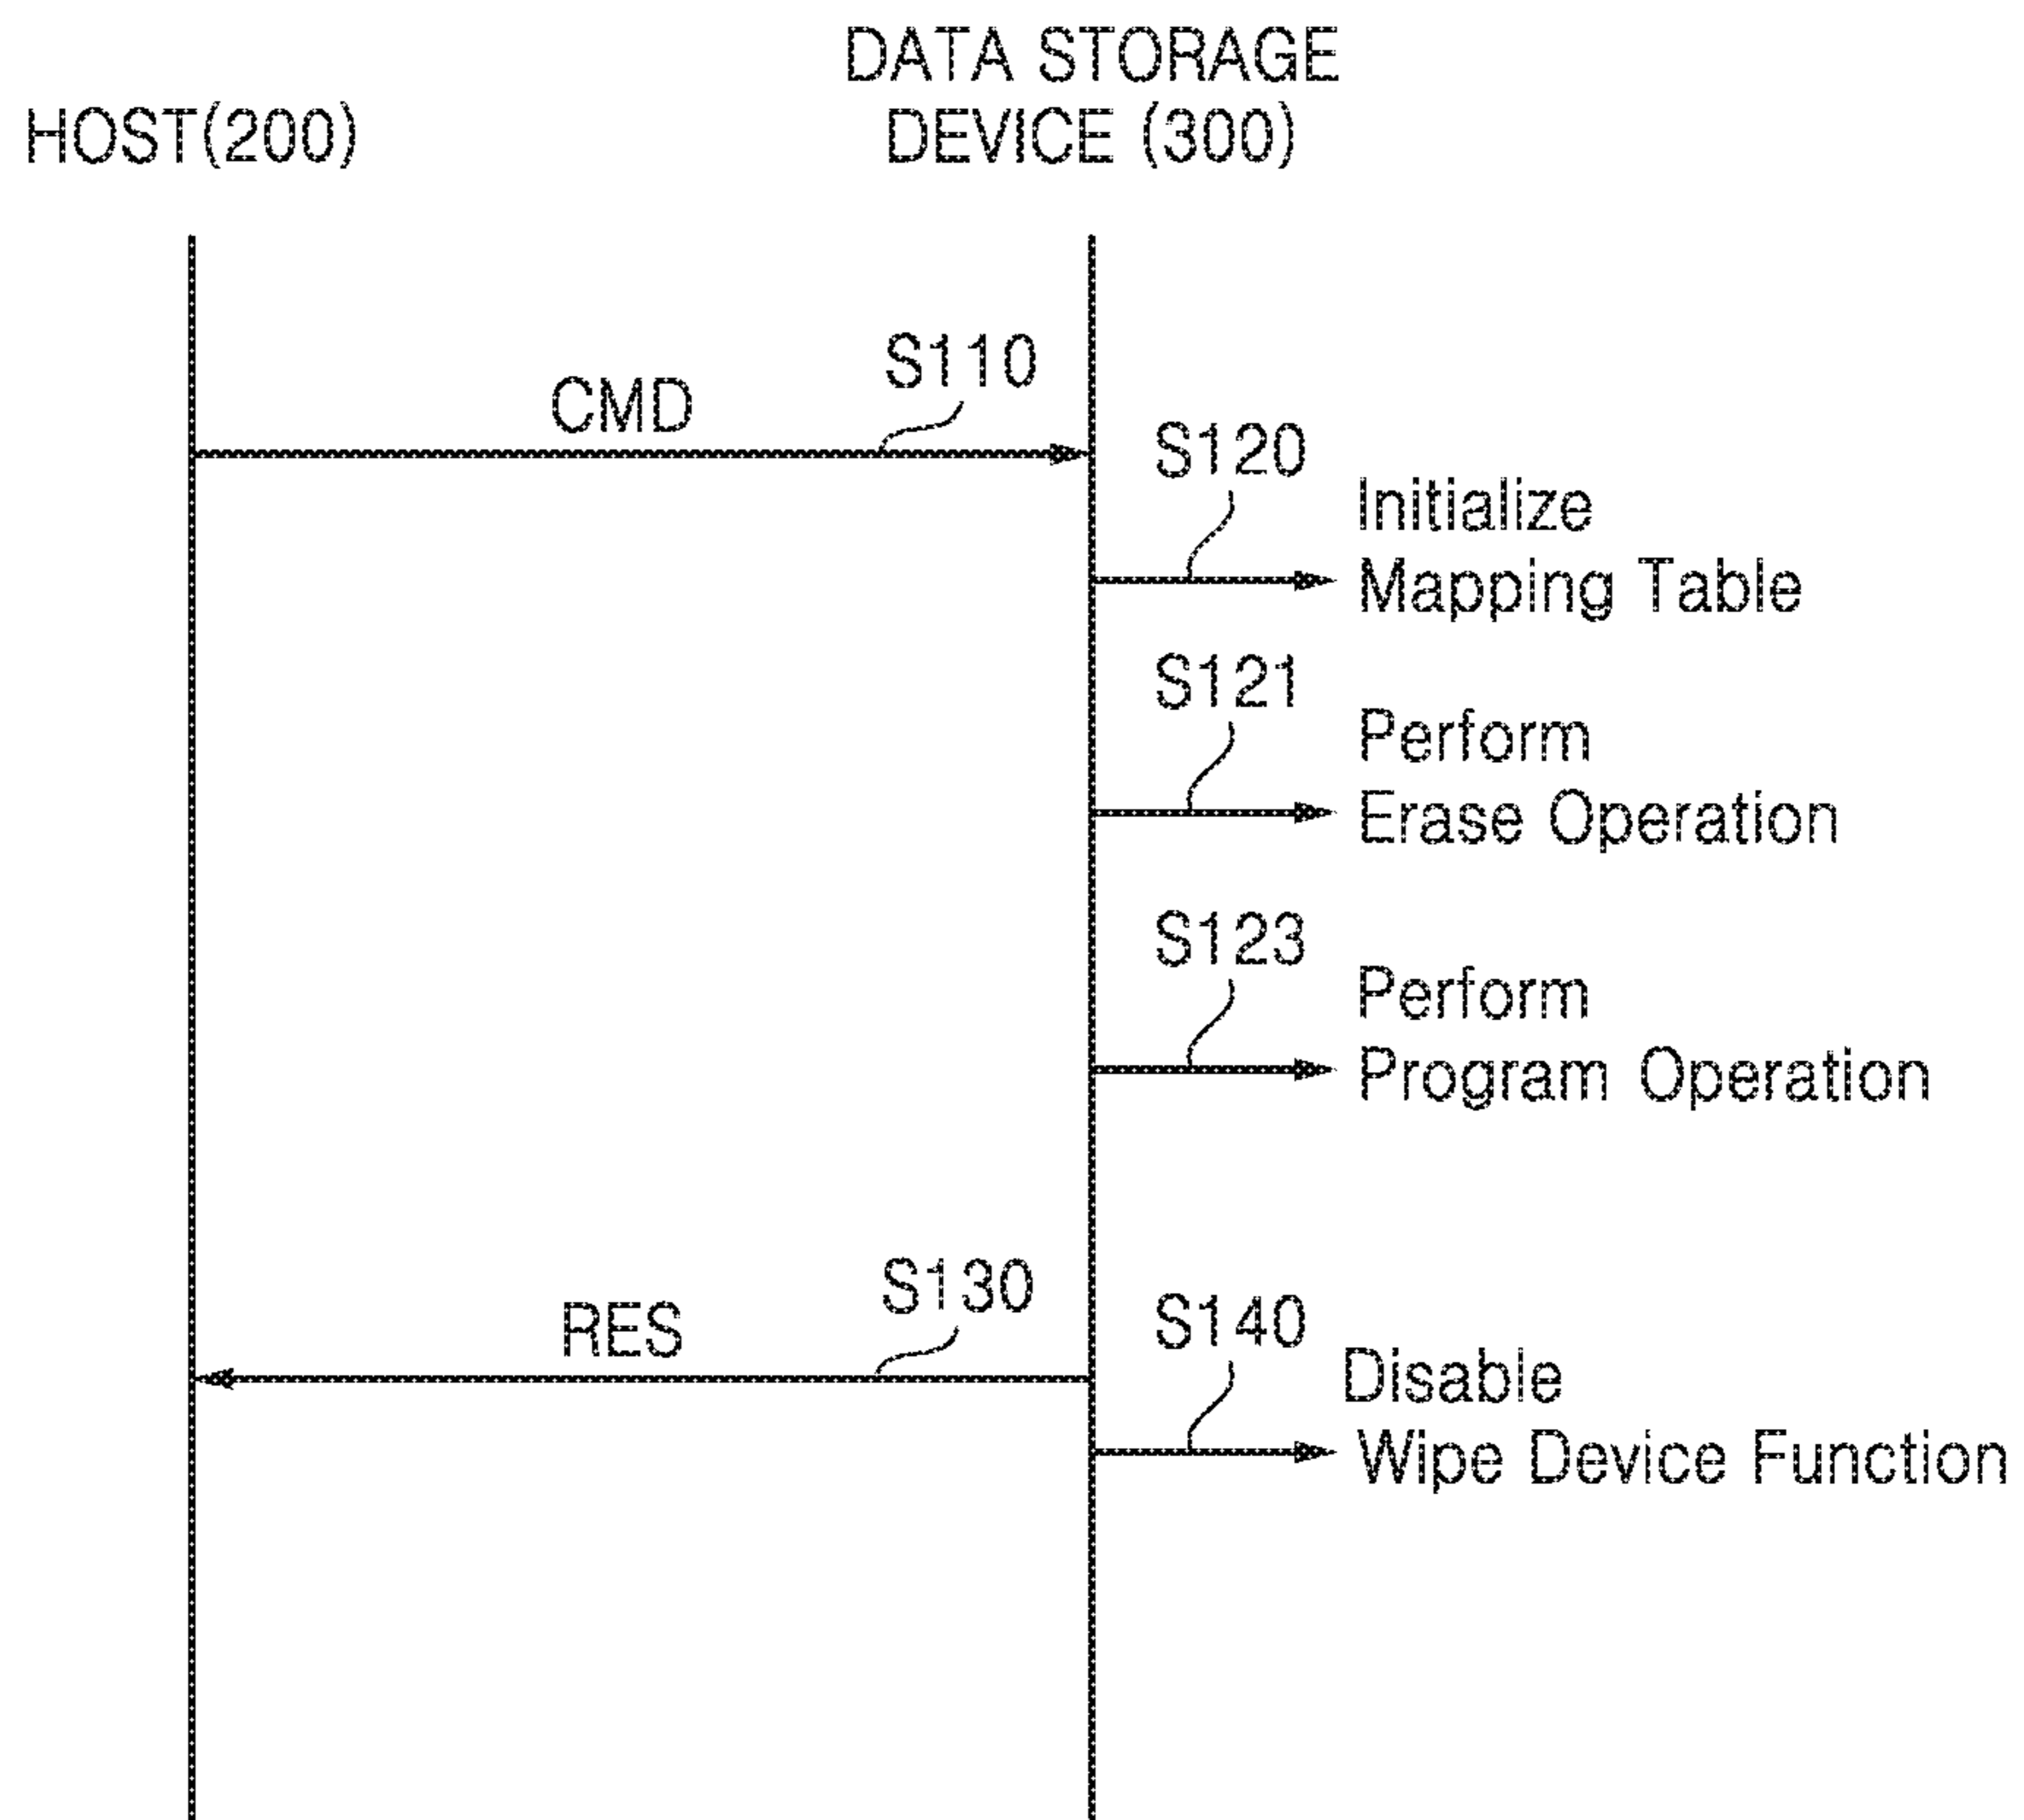 HOST(200)
DATA STORAGE
DEVICE (300)
CMD
S110
S120
Initialize
Mapping Table
S121
Perform
Erase Operation
S123
Perform
Program Operation
RES
S130
S140
Disable
Wipe Device Function